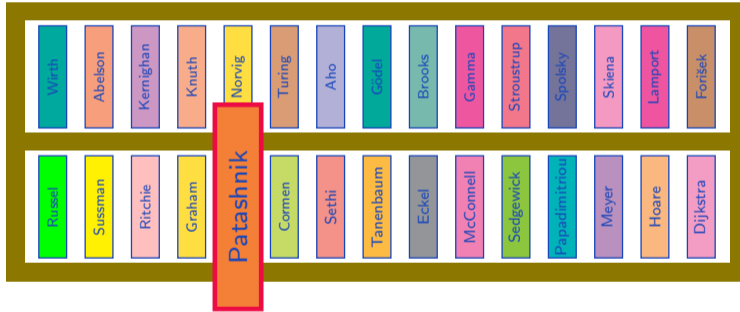 Wirth
Abelson
Kernighan
Knuth
Norvig
Turing
Aho
Gödel
Brooks
Gamma
Stroustrup
Spolsky
Skiena
Lamport
Forišek
Russel
Sussman
Ritchie
Graham
Patashnik
Cormen
Sethi
Tanenbaum
Eckel
McConnell
Sedgewick
Papadimitriou
Meyer
Hoare
Dijkstra